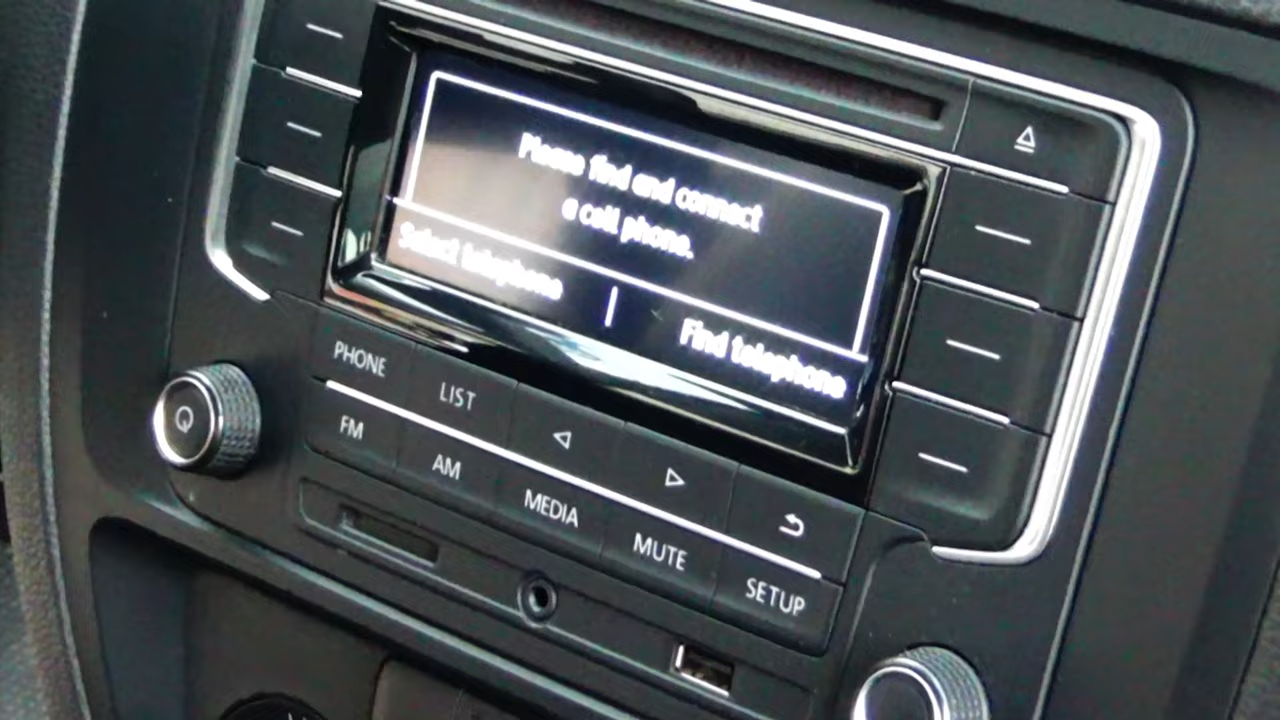 Please find and connect
a cell phone.
Select telephone
Find telephone
PHONE
LIST
FM
AM
MEDIA
MUTE
SETUP